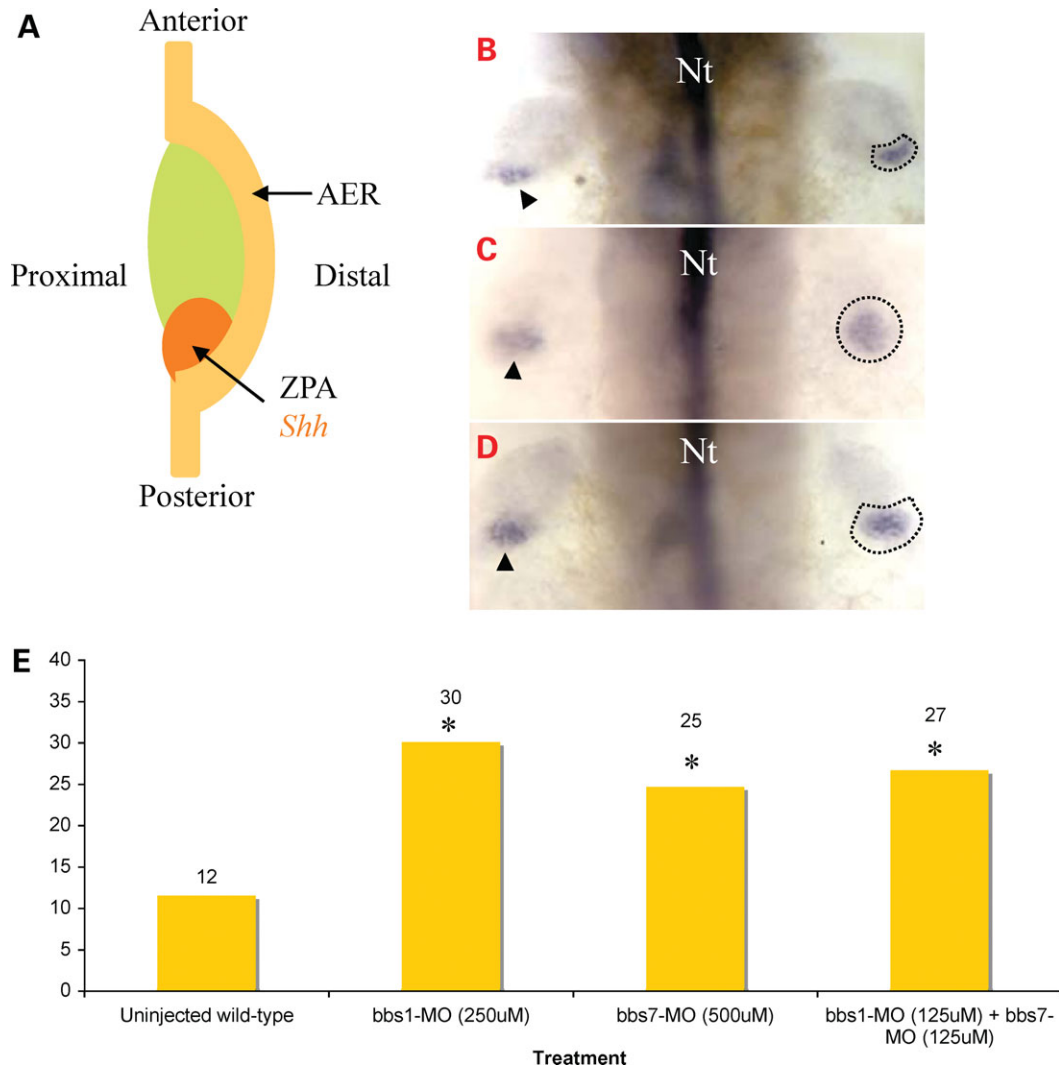 A
Anterior
AER
Proximal
Distal
ZPA
Shh
Posterior
B
Nt
C
Nt
D
Nt
E
40
35
30
25
20
15
10
5
0
12
30
*
25
*
27
*
Uninjected wild-type
bbs1-MO (250uM)
bbs7-MO (500uM)
bbs1-MO (125uM) + bbs7-
MO (125uM)
Treatment